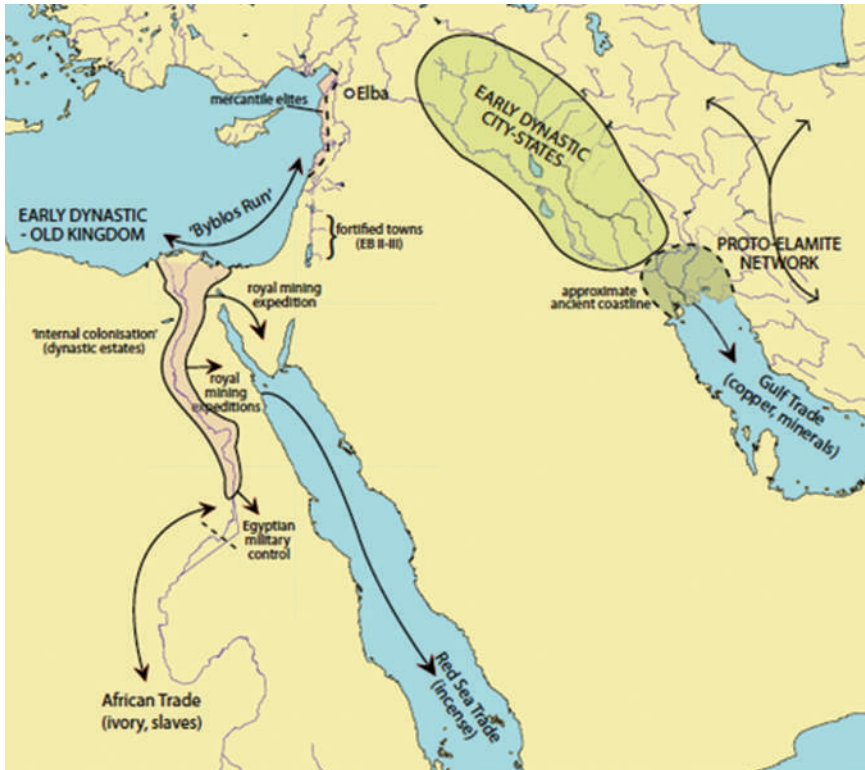 mercantile elites
Elba
EARLY DYNASTIC
CITY-STATES
EARLY DYNASTIC
- OLD KINGDOM
'Byblos Run'
fortified towns
(EB II-III)
PROTO-ELAMITE
NETWORK
approximate
ancient coastline
royal mining
expedition
'internal colonisation'
(dynastic estates)
royal
mining
expeditions
Gulf Trade
(copper, minerals)
Egyptian
military
control
African Trade
(ivory, slaves)
Red Sea Trade
(incense)